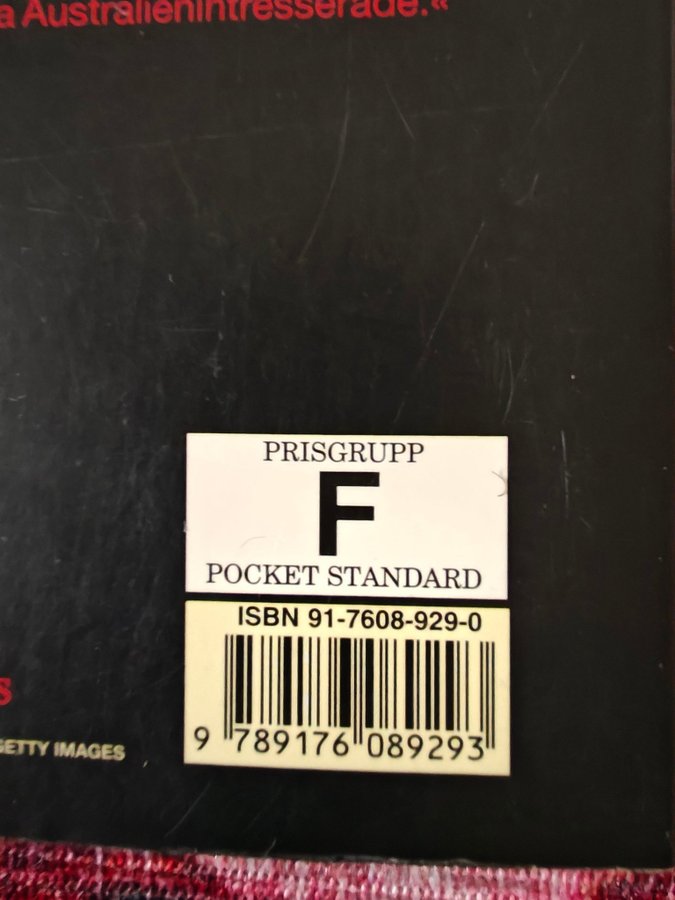 a Australienintresserade.«
PRISGRUPP
F
POCKET STANDARD
ISBN 91-7608-929-0
9 789176 089293
s
GETTY IMAGES